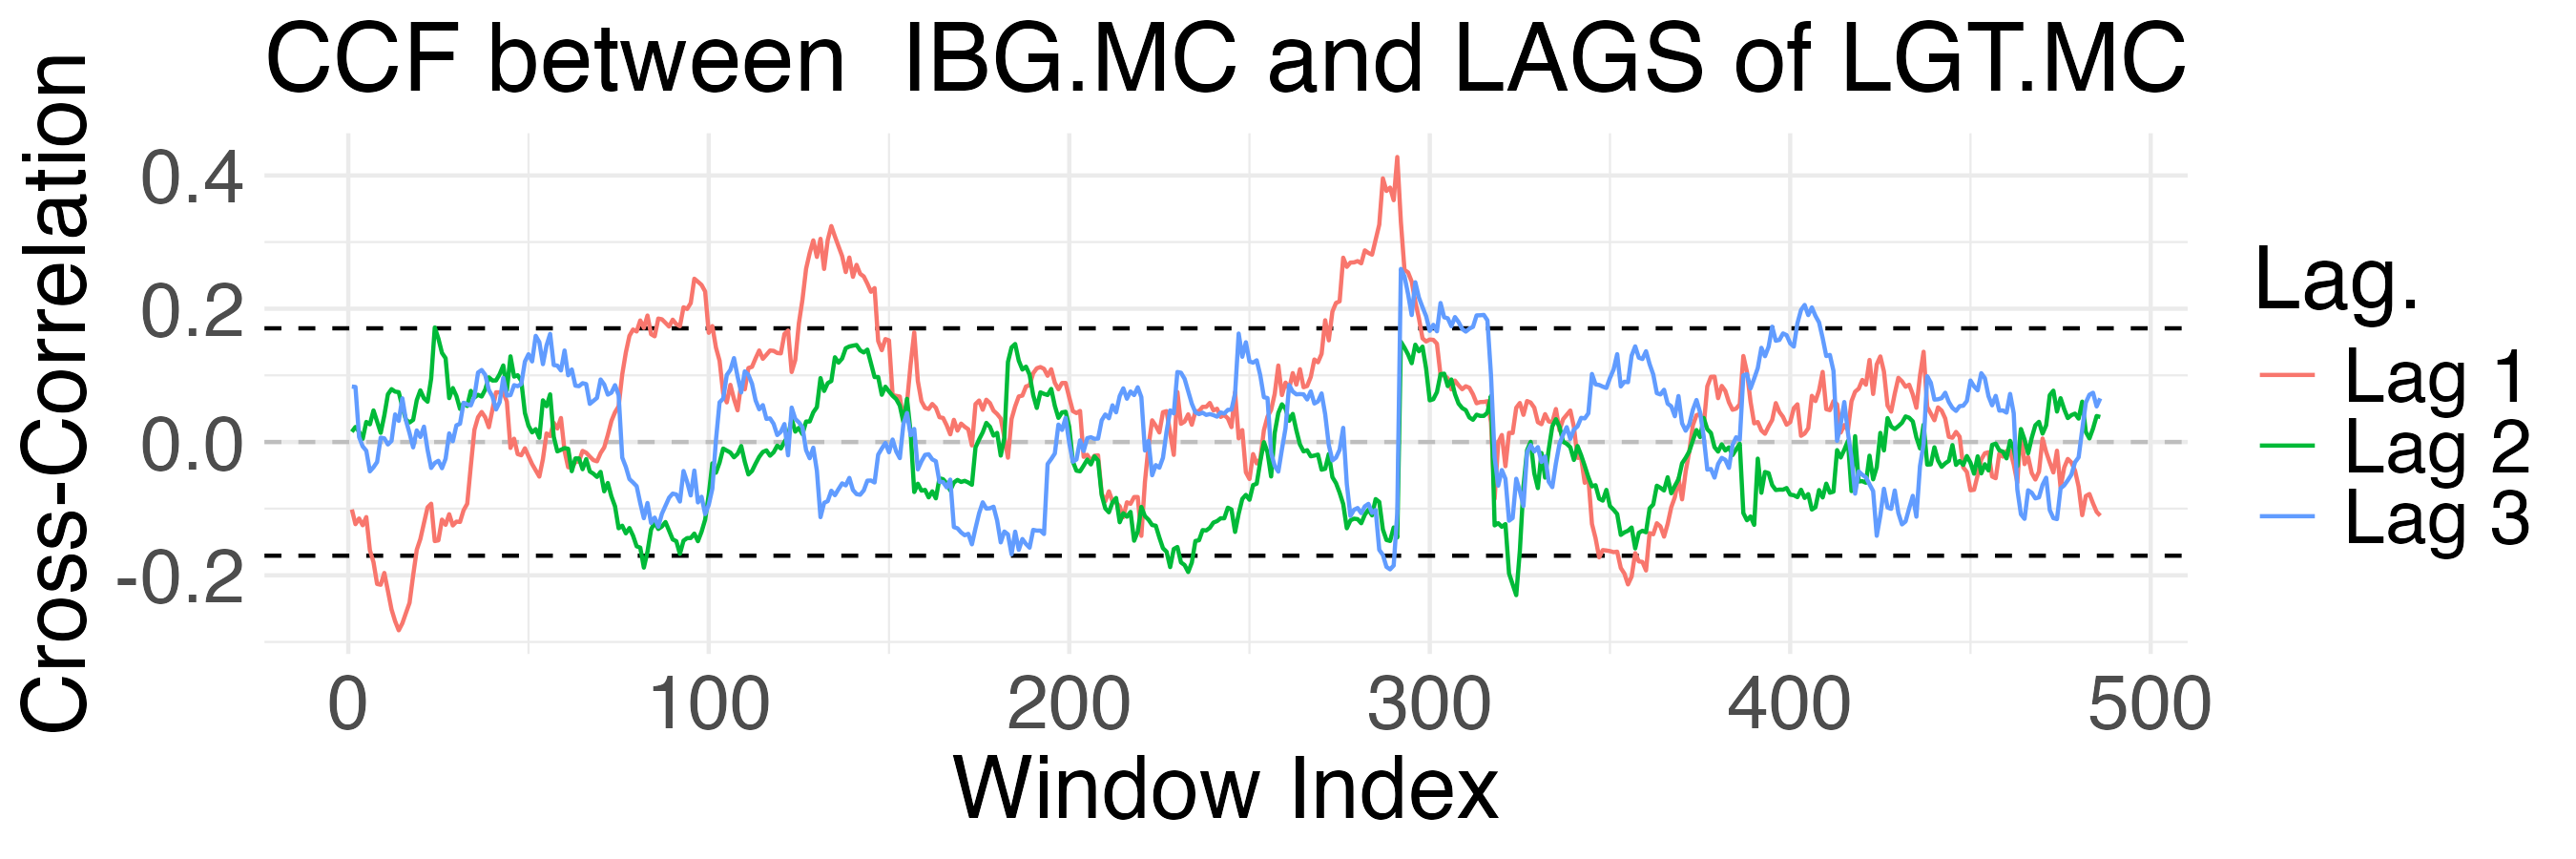 CCF between  IBG.MC and LAGS of LGT.MC
Cross-Correlation
0.4
0.2
0.0
-0.2
0
100
200
300
400
500
Window Index
Lag.
Lag 1
Lag 2
Lag 3